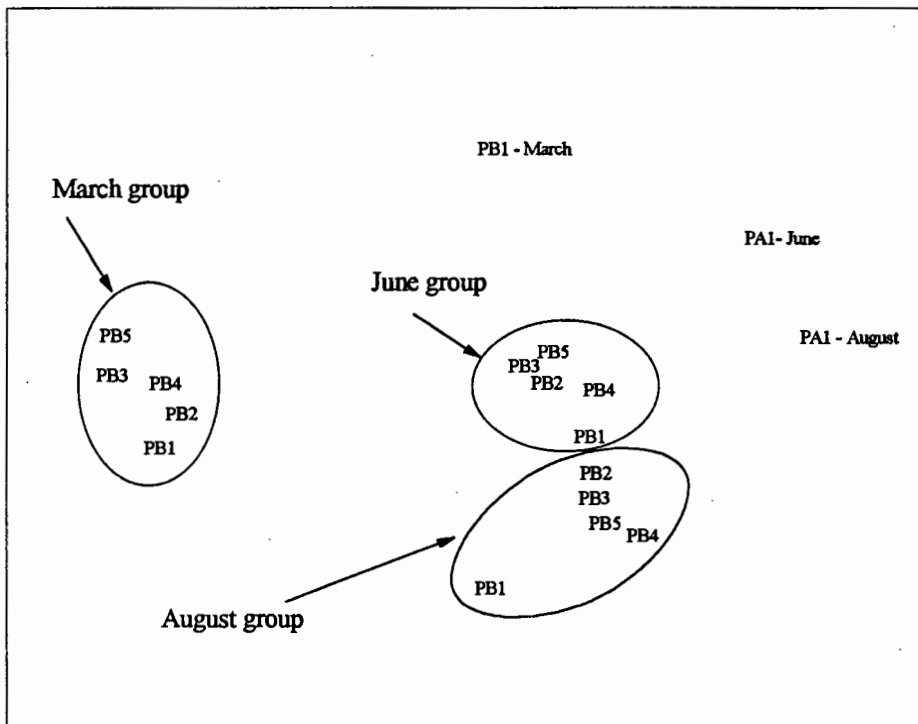 PB1 - March
March group
PA1- June
June group
PA1 - August
PB5
PB3
PB4
PB2
PB1
PB5
PB3
PB2
PB4
PB1
PB2
PB3
PB5
PB4
PB1
August group